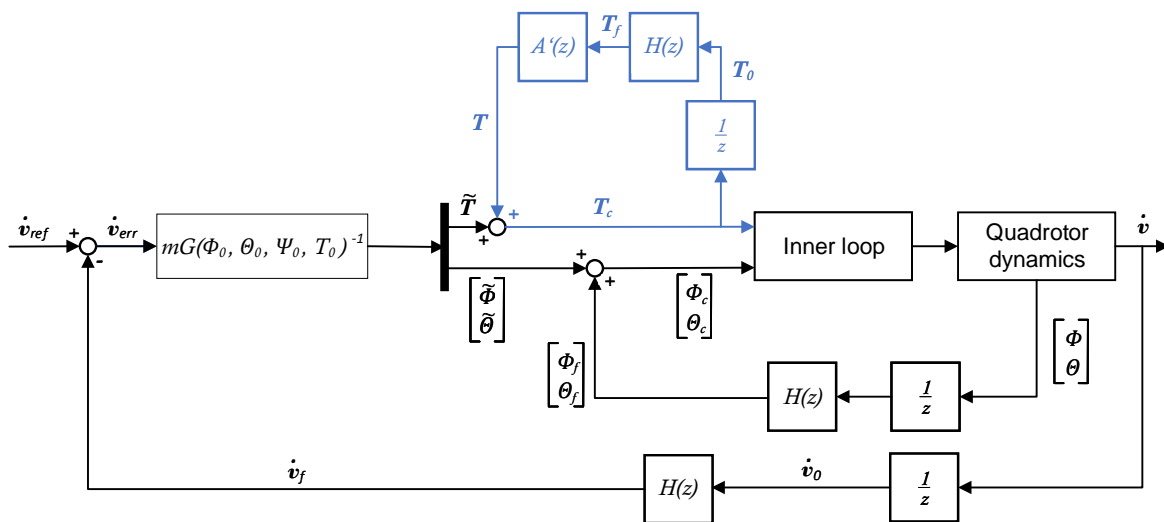 T_f
A‘(z)
H(z)
T_0
T
1
z
T̃
+
+
T_c
v̇_ref
+
-
v̇_err
mG(Φ_0, Θ_0, Ψ_0, T_0)^-1
Inner loop
Quadrotor
dynamics
v̇
+
+
Φ̃
Θ̃
Φ_c
Θ_c
Φ_f
Θ_f
Φ
Θ
H(z)
1
z
v̇_f
H(z)
v̇_0
1
z